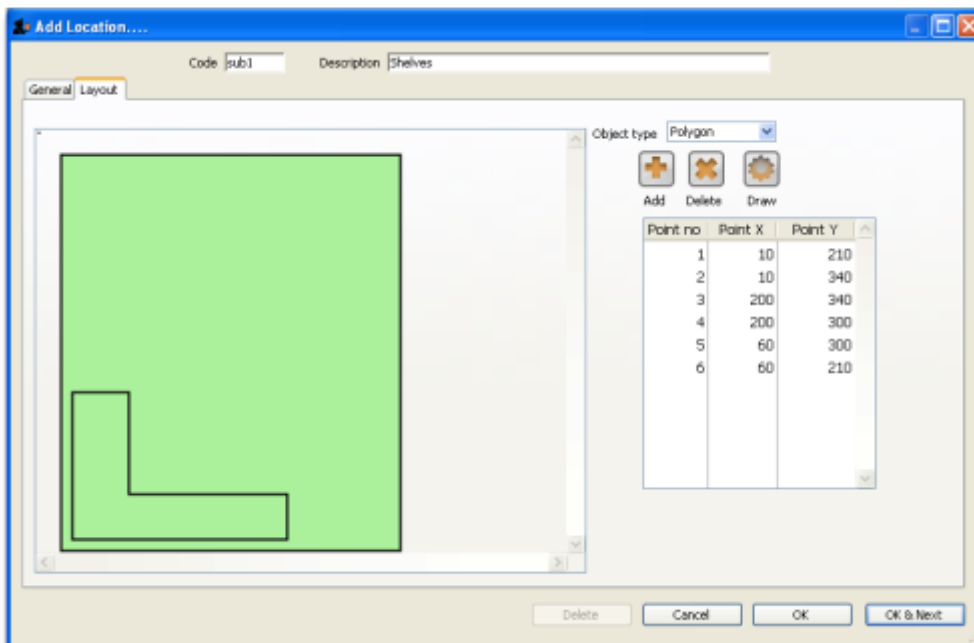 Add Location....
Code sub1 Description Shelves
General Layout
Object type Polygon
Add Delete Draw
Point no Point X Point Y
1 10 210
2 10 340
3 200 340
4 200 300
5 60 300
6 60 210
Delete Cancel OK OK & Next